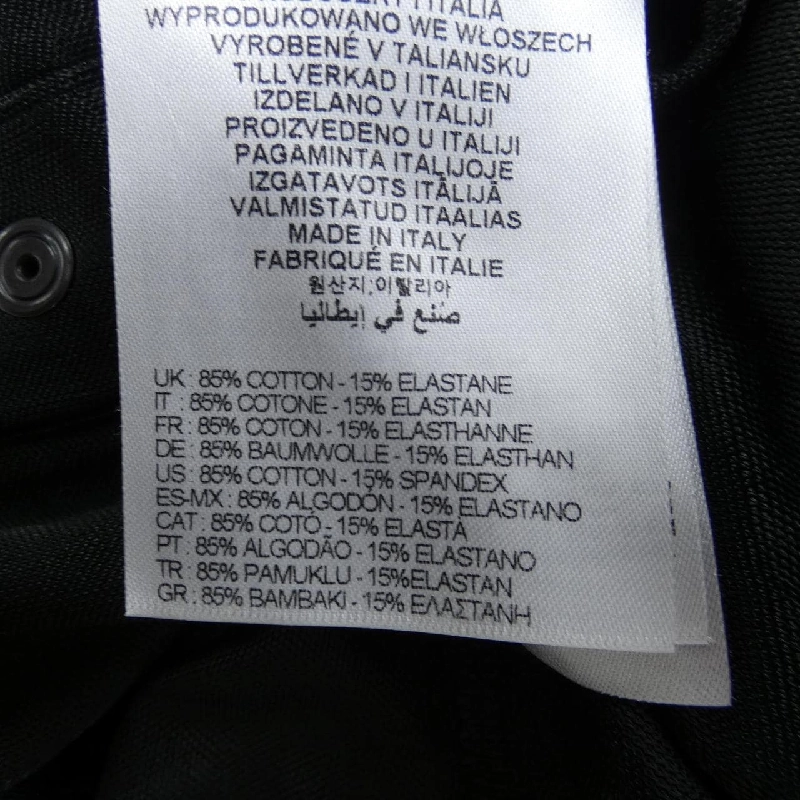 PRODUCERT I ITALIA
WYPRODUKOWANO WE WŁOSZECH
VYROBENÉ V TALIANSKU
TILLVERKAD I ITALIEN
IZDELANO V ITALIJI
PROIZVEDENO U ITALIJI
PAGAMINTA ITALIJOJE
IZGATAVOTS ITĀLIJĀ
VALMISTATUD ITAALIAS
MADE IN ITALY
FABRIQUÉ EN ITALIE
원산지;이탈리아
صنع في إيطاليا
UK : 85% COTTON - 15% ELASTANE
IT : 85% COTONE - 15% ELASTAN
FR : 85% COTON - 15% ELASTHANNE
DE : 85% BAUMWOLLE - 15% ELASTHAN
US : 85% COTTON - 15% SPANDEX
ES-MX : 85% ALGODÓN - 15% ELASTANO
CAT : 85% COTÓ - 15% ELASTÀ
PT : 85% ALGODÃO - 15% ELASTANO
TR : 85% PAMUKLU - 15%ELASTAN
GR : 85% ΒΑΜΒΑΚΙ - 15% ΕΛΑΣΤΑΝΗ